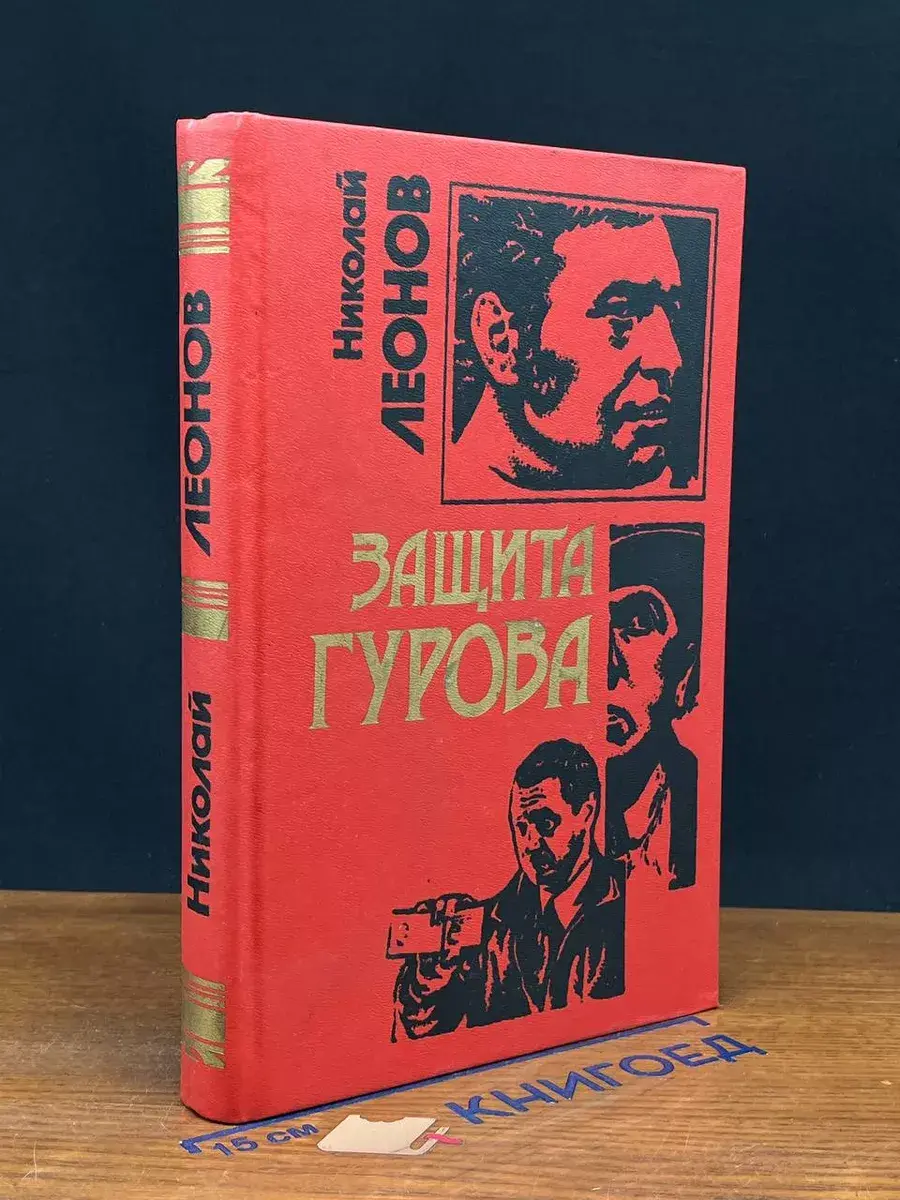 Николай
ЛЕОНОВ
ЗАЩИТА
ГУРОВА
Николай ЛЕОНОВ
15 см
КНИГОЕД